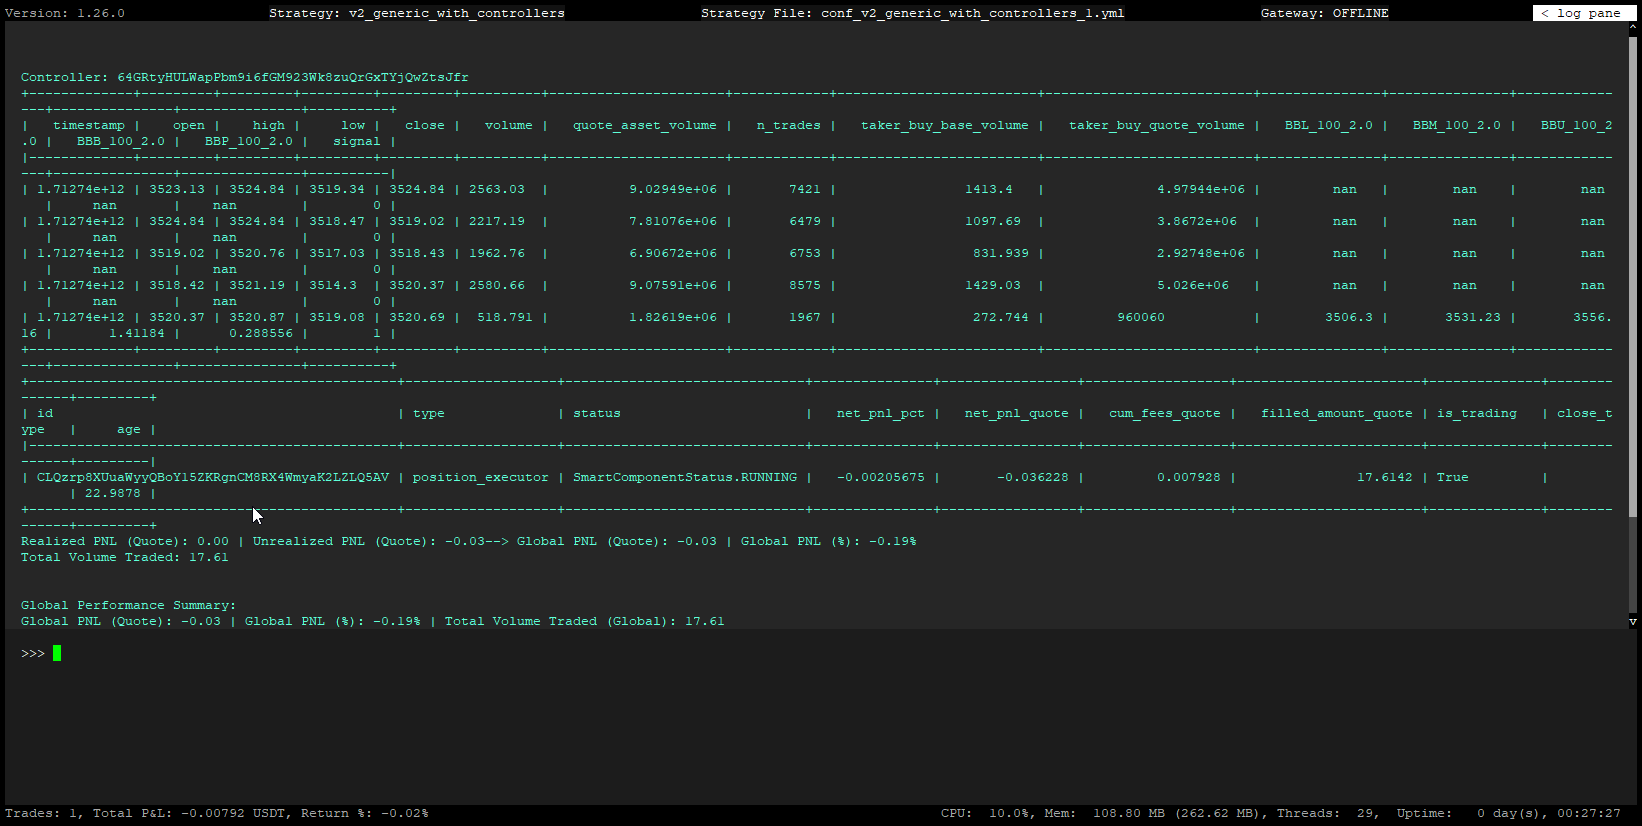 Version: 1.26.0 Strategy: v2_generic_with_controllers Strategy File: conf_v2_generic_with_controllers_1.yml Gateway: OFFLINE < log pane
Controller: 64GRtyHULWapPbm9i6fGM923Wk8zuQrGxTYjQwZtsJfr
| timestamp | open | high | low | close | volume | quote_asset_volume | n_trades | taker_buy_base_volume | taker_buy_quote_volume | BBL_100_2.0 | BBM_100_2.0 | BBU_100_2
.0 | BBB_100_2.0 | BBP_100_2.0 | signal |
| 1.71274e+12 | 3523.13 | 3524.84 | 3519.34 | 3524.84 | 2563.03 | 9.02949e+06 | 7421 | 1413.4 | 4.97944e+06 | nan | nan | nan
| nan | nan | 0 |
| 1.71274e+12 | 3524.84 | 3524.84 | 3518.47 | 3519.02 | 2217.19 | 7.81076e+06 | 6479 | 1097.69 | 3.8672e+06 | nan | nan | nan
| nan | nan | 0 |
| 1.71274e+12 | 3519.02 | 3520.76 | 3517.03 | 3518.43 | 1962.76 | 6.90672e+06 | 6753 | 831.939 | 2.92748e+06 | nan | nan | nan
| nan | nan | 0 |
| 1.71274e+12 | 3518.42 | 3521.19 | 3514.3 | 3520.37 | 2580.66 | 9.07591e+06 | 8575 | 1429.03 | 5.026e+06 | nan | nan | nan
| nan | nan | 0 |
| 1.71274e+12 | 3520.37 | 3520.87 | 3519.08 | 3520.69 | 518.791 | 1.82619e+06 | 1967 | 272.744 | 960060 | 3506.3 | 3531.23 | 3556.
16 | 1.41184 | 0.288556 | 1 |
| id | type | status | net_pnl_pct | net_pnl_quote | cum_fees_quote | filled_amount_quote | is_trading | close_t
ype | age |
| CLQzrp8XUuaWyyQBoYl5ZKRgnCM8RX4WmyaK2LZLQ5AV | position_executor | SmartComponentStatus.RUNNING | -0.00205675 | -0.036228 | 0.007928 | 17.6142 | True |
| 22.9878 |
Realized PNL (Quote): 0.00 | Unrealized PNL (Quote): -0.03--> Global PNL (Quote): -0.03 | Global PNL (%): -0.19%
Total Volume Traded: 17.61
Global Performance Summary:
Global PNL (Quote): -0.03 | Global PNL (%): -0.19% | Total Volume Traded (Global): 17.61
>>>
Trades: 1, Total P&L: -0.00792 USDT, Return %: -0.02% CPU: 10.0%, Mem: 108.80 MB (262.62 MB), Threads: 29, Uptime: 0 day(s), 00:27:27